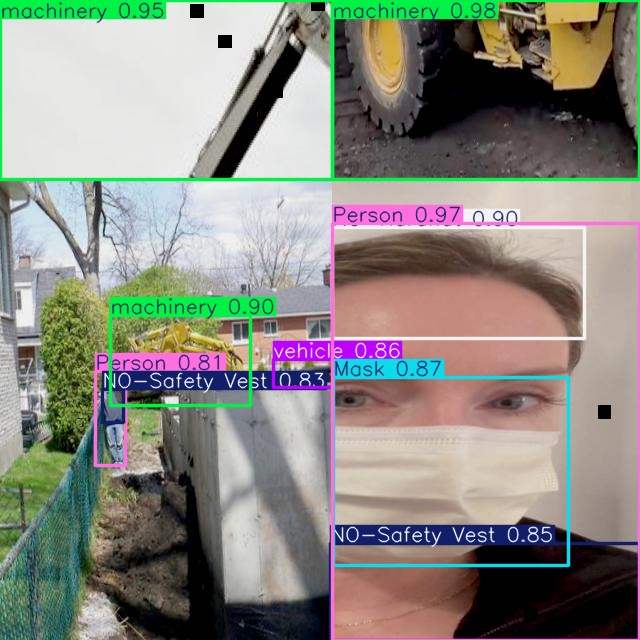 machinery 0.95
machinery 0.98
Person 0.97
0.90
machinery 0.90
vehicle 0.86
Person 0.81
Mask 0.87
NO-Safety Vest 0.83
NO-Safety Vest 0.85